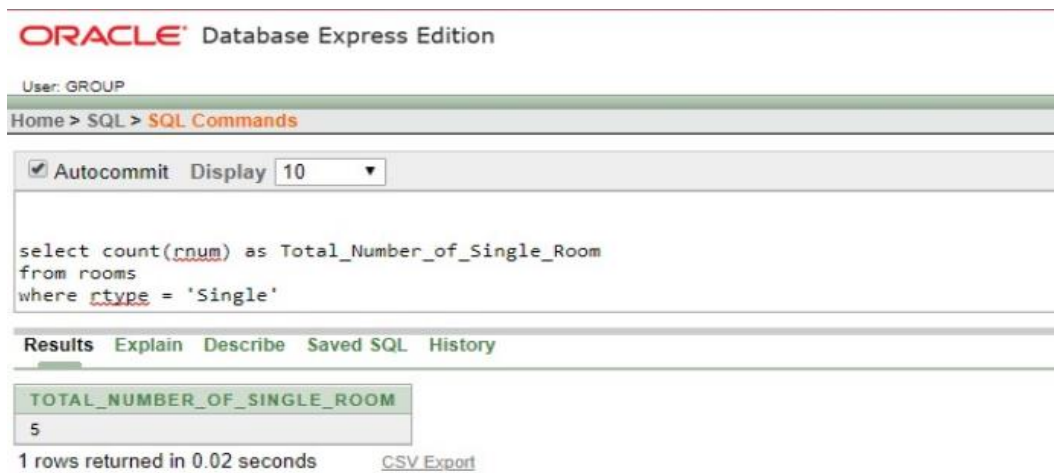 ORACLE Database Express Edition
User: GROUP
Home > SQL > SQL Commands
Autocommit Display 10
select count(rnum) as Total_Number_of_Single_Room
from rooms
where rtype = 'Single'
Results Explain Describe Saved SQL History
TOTAL_NUMBER_OF_SINGLE_ROOM
5
1 rows returned in 0.02 seconds CSV Export